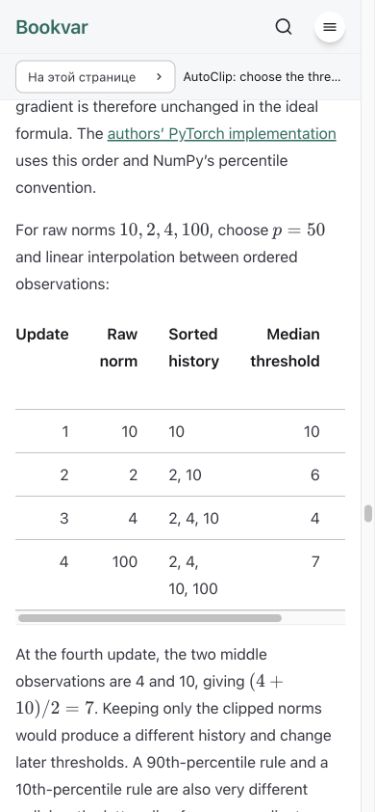 Bookvar
На этой странице
AutoClip: choose the thre...
gradient is therefore unchanged in the ideal
formula. The authors’ PyTorch implementation
uses this order and NumPy’s percentile
convention.
For raw norms 10, 2, 4, 100, choose p = 50
and linear interpolation between ordered
observations:
Update Raw norm Sorted history Median threshold
1 10 10 10
2 2 2, 10 6
3 4 2, 4, 10 4
4 100 2, 4, 10, 100 7
At the fourth update, the two middle
observations are 4 and 10, giving (4 +
10)/2 = 7. Keeping only the clipped norms
would produce a different history and change
later thresholds. A 90th-percentile rule and a
10th-percentile rule are also very different